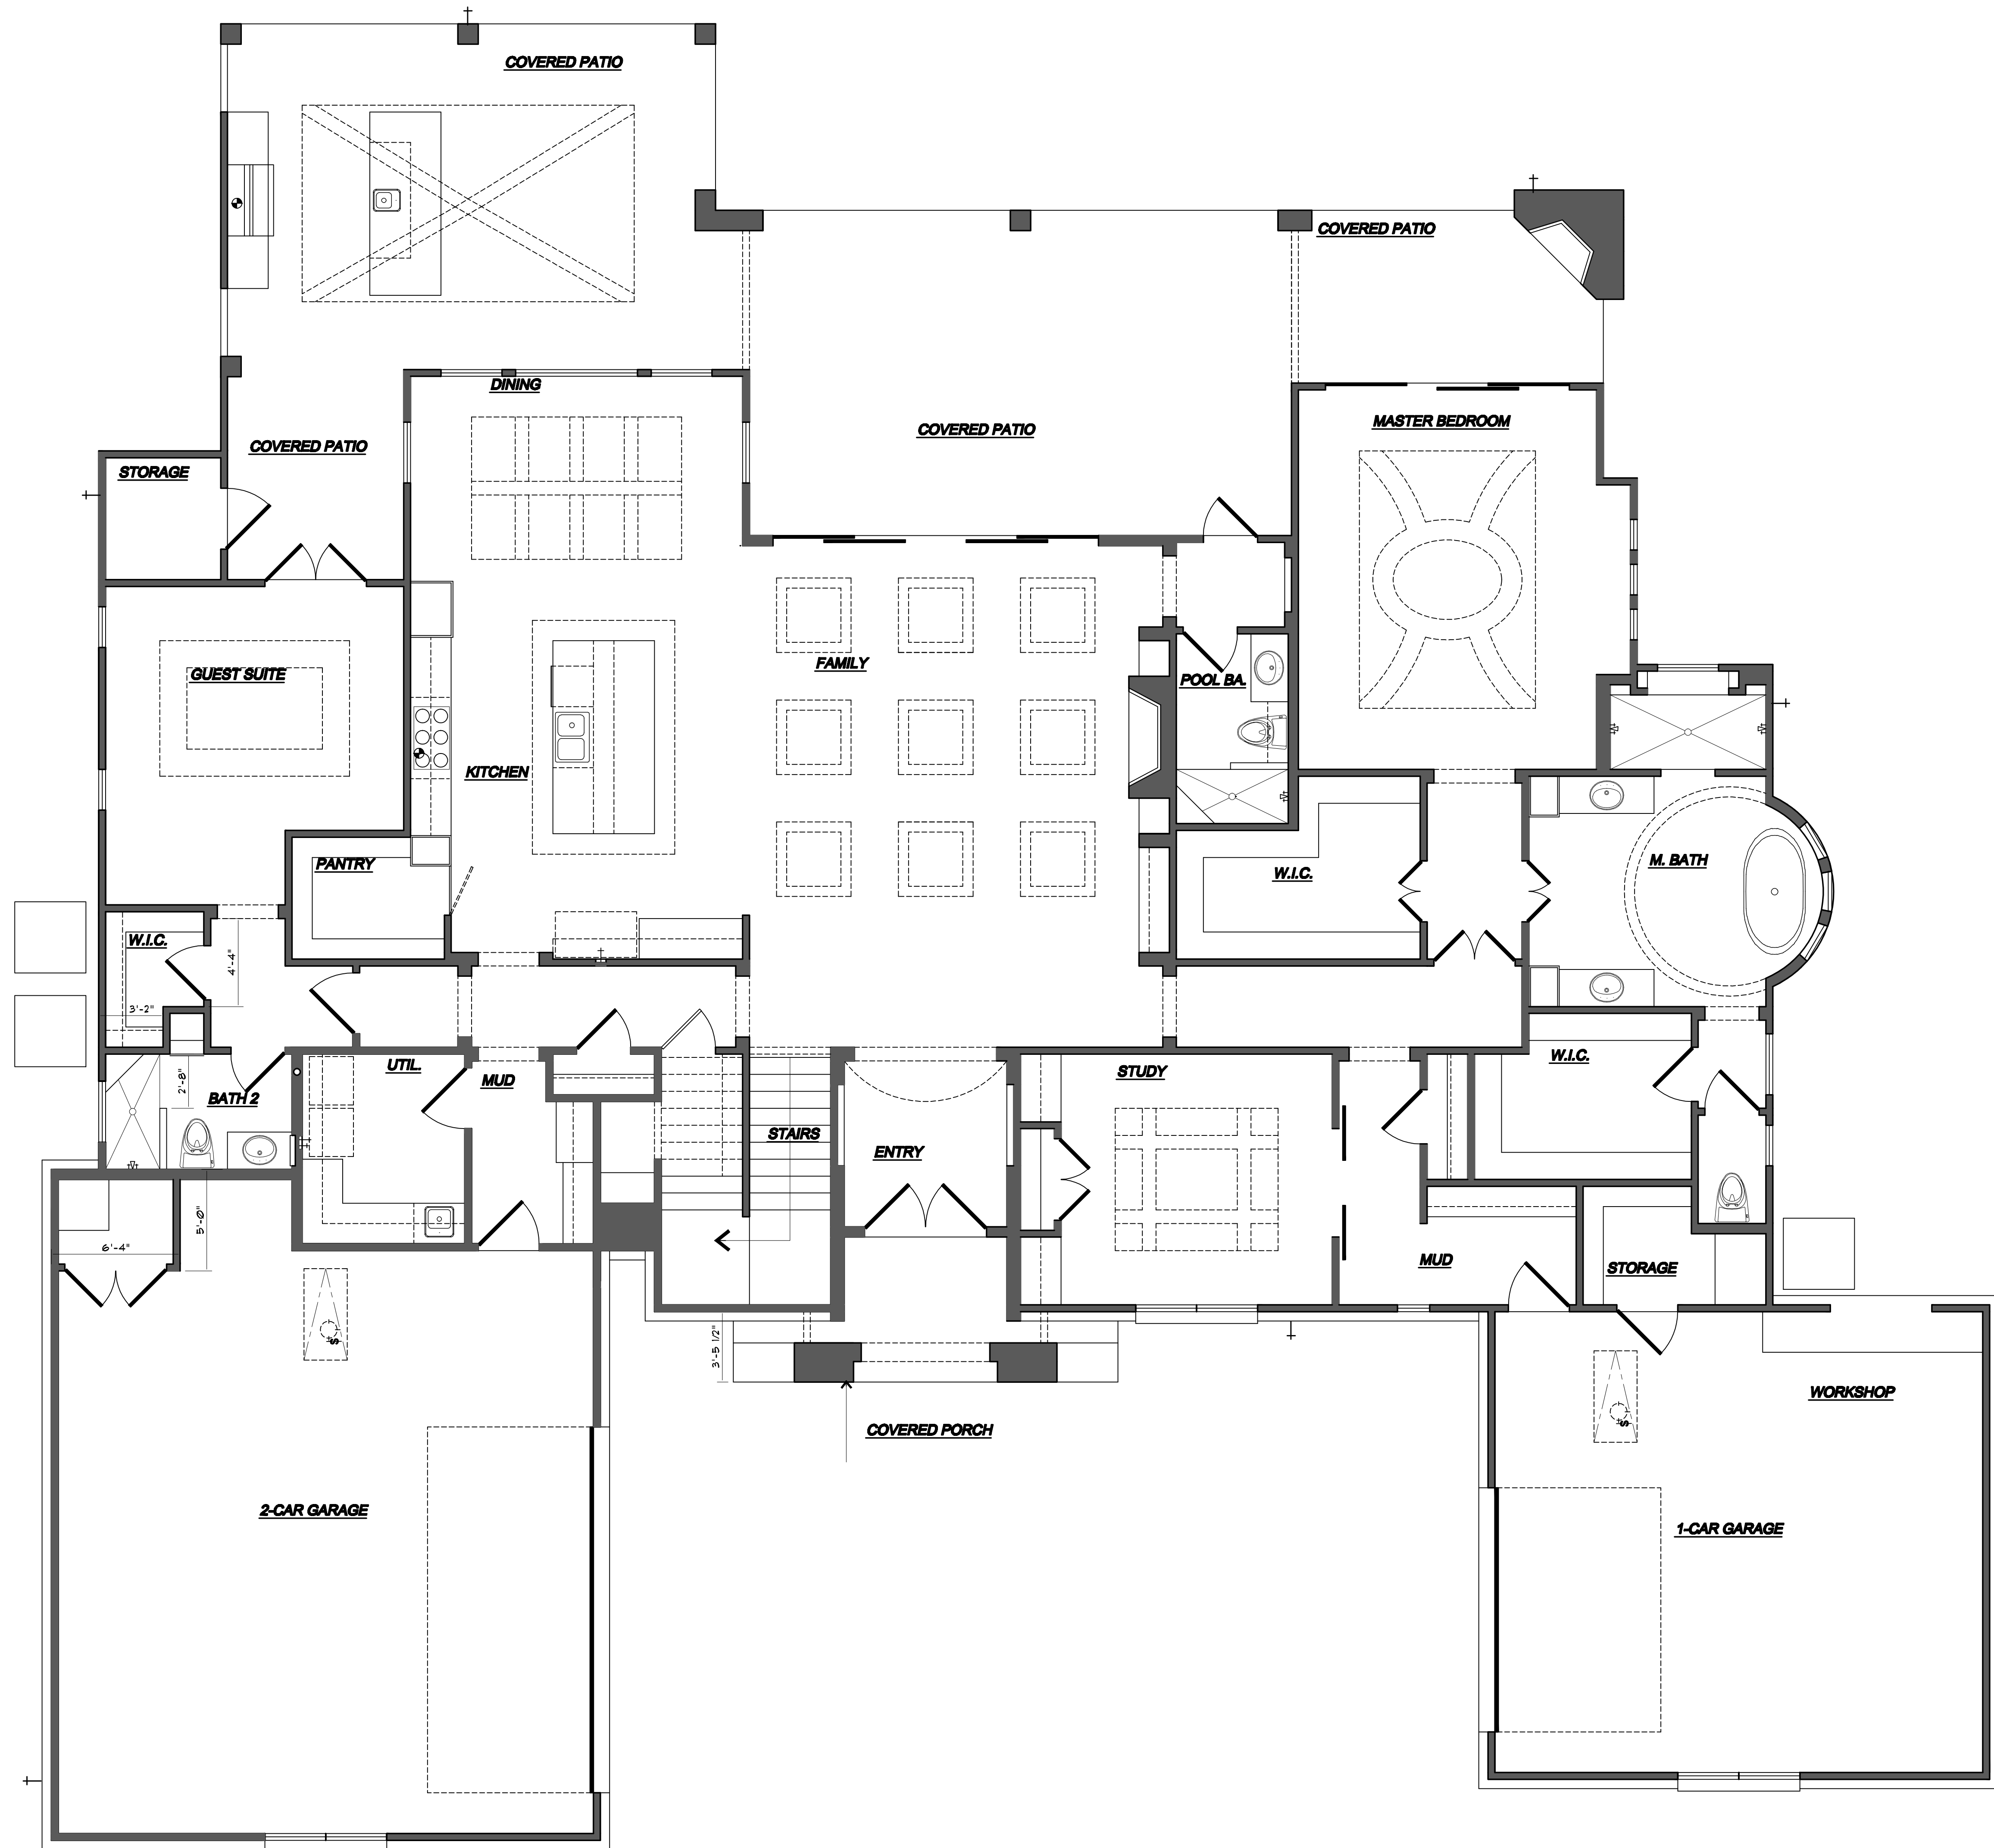 COVERED PATIO
COVERED PATIO
DINING
MASTER BEDROOM
COVERED PATIO
COVERED PATIO
STORAGE
FAMILY
GUEST SUITE
POOL BA.
KITCHEN
PANTRY
M. BATH
W.I.C.
W.I.C.
4'-4"
3'-2"
W.I.C.
UTIL.
STUDY
MUD
2'-8"
BATH 2
STAIRS
ENTRY
5'-0"
6'-4"
MUD
STORAGE
3'-5 1/2"
WORKSHOP
COVERED PORCH
2-CAR GARAGE
1-CAR GARAGE